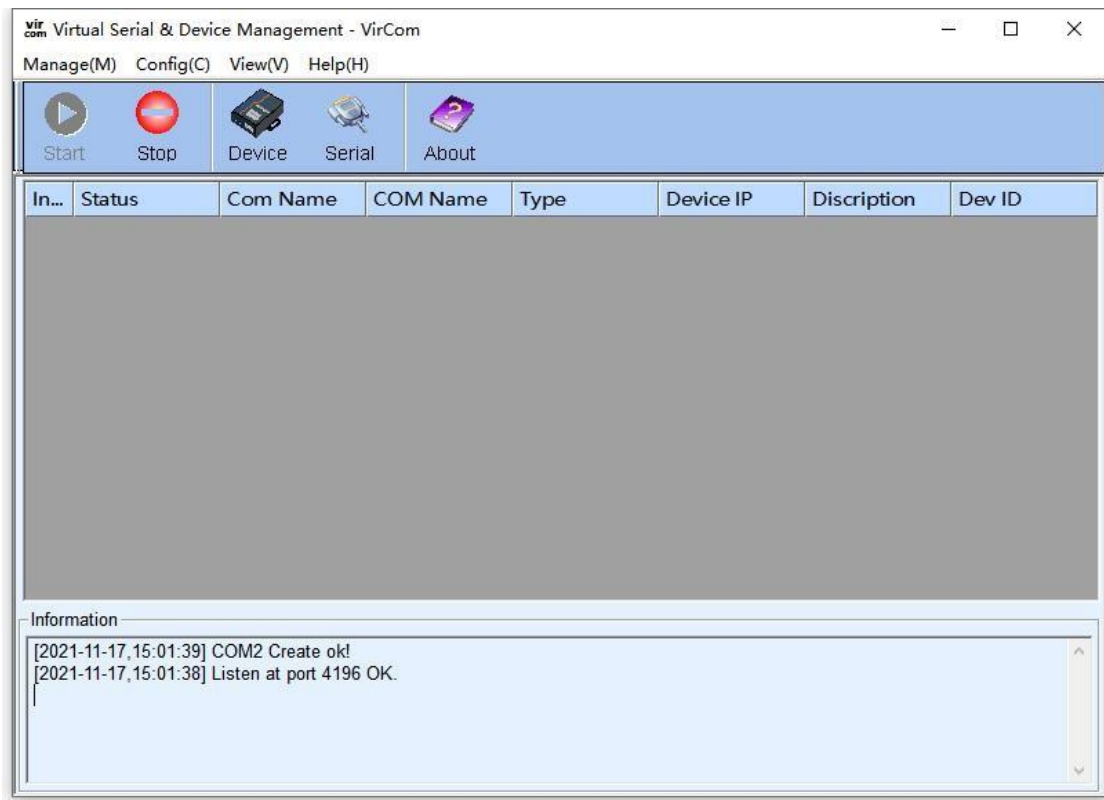 vir com Virtual Serial & Device Management - VirCom
Manage(M) Config(C) View(V) Help(H)
Start Stop Device Serial About
In... Status Com Name COM Name Type Device IP Discription Dev ID
Information
[2021-11-17,15:01:39] COM2 Create ok!
[2021-11-17,15:01:38] Listen at port 4196 OK.